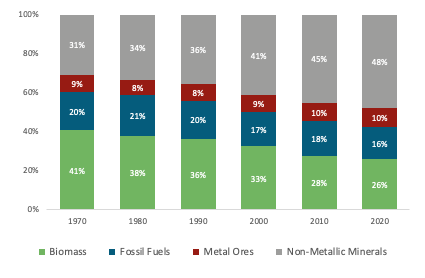 100%
80%
60%
40%
20%
0%
31% 34% 36% 41% 45% 48%
9% 8% 8% 9% 10% 10%
20% 21% 20% 17% 18% 16%
41% 38% 36% 33% 28% 26%
1970 1980 1990 2000 2010 2020
Biomass Fossil Fuels Metal Ores Non-Metallic Minerals